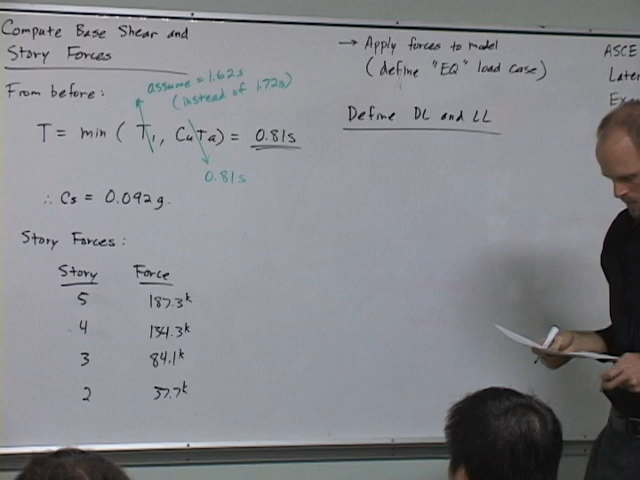 Compute Base Shear and
Story Forces
From before:
assume = 1.62s
(instead of 1.72s)
T = min ( T1, CuTa) = 0.81s
0.81s
∴ Cs = 0.092 g.
Story Forces:
Story Force
5 187.3k
4 134.3k
3 84.1k
2 37.7k
→ Apply forces to model
(define "EQ" load case)
Define DL and LL
ASCE
Later